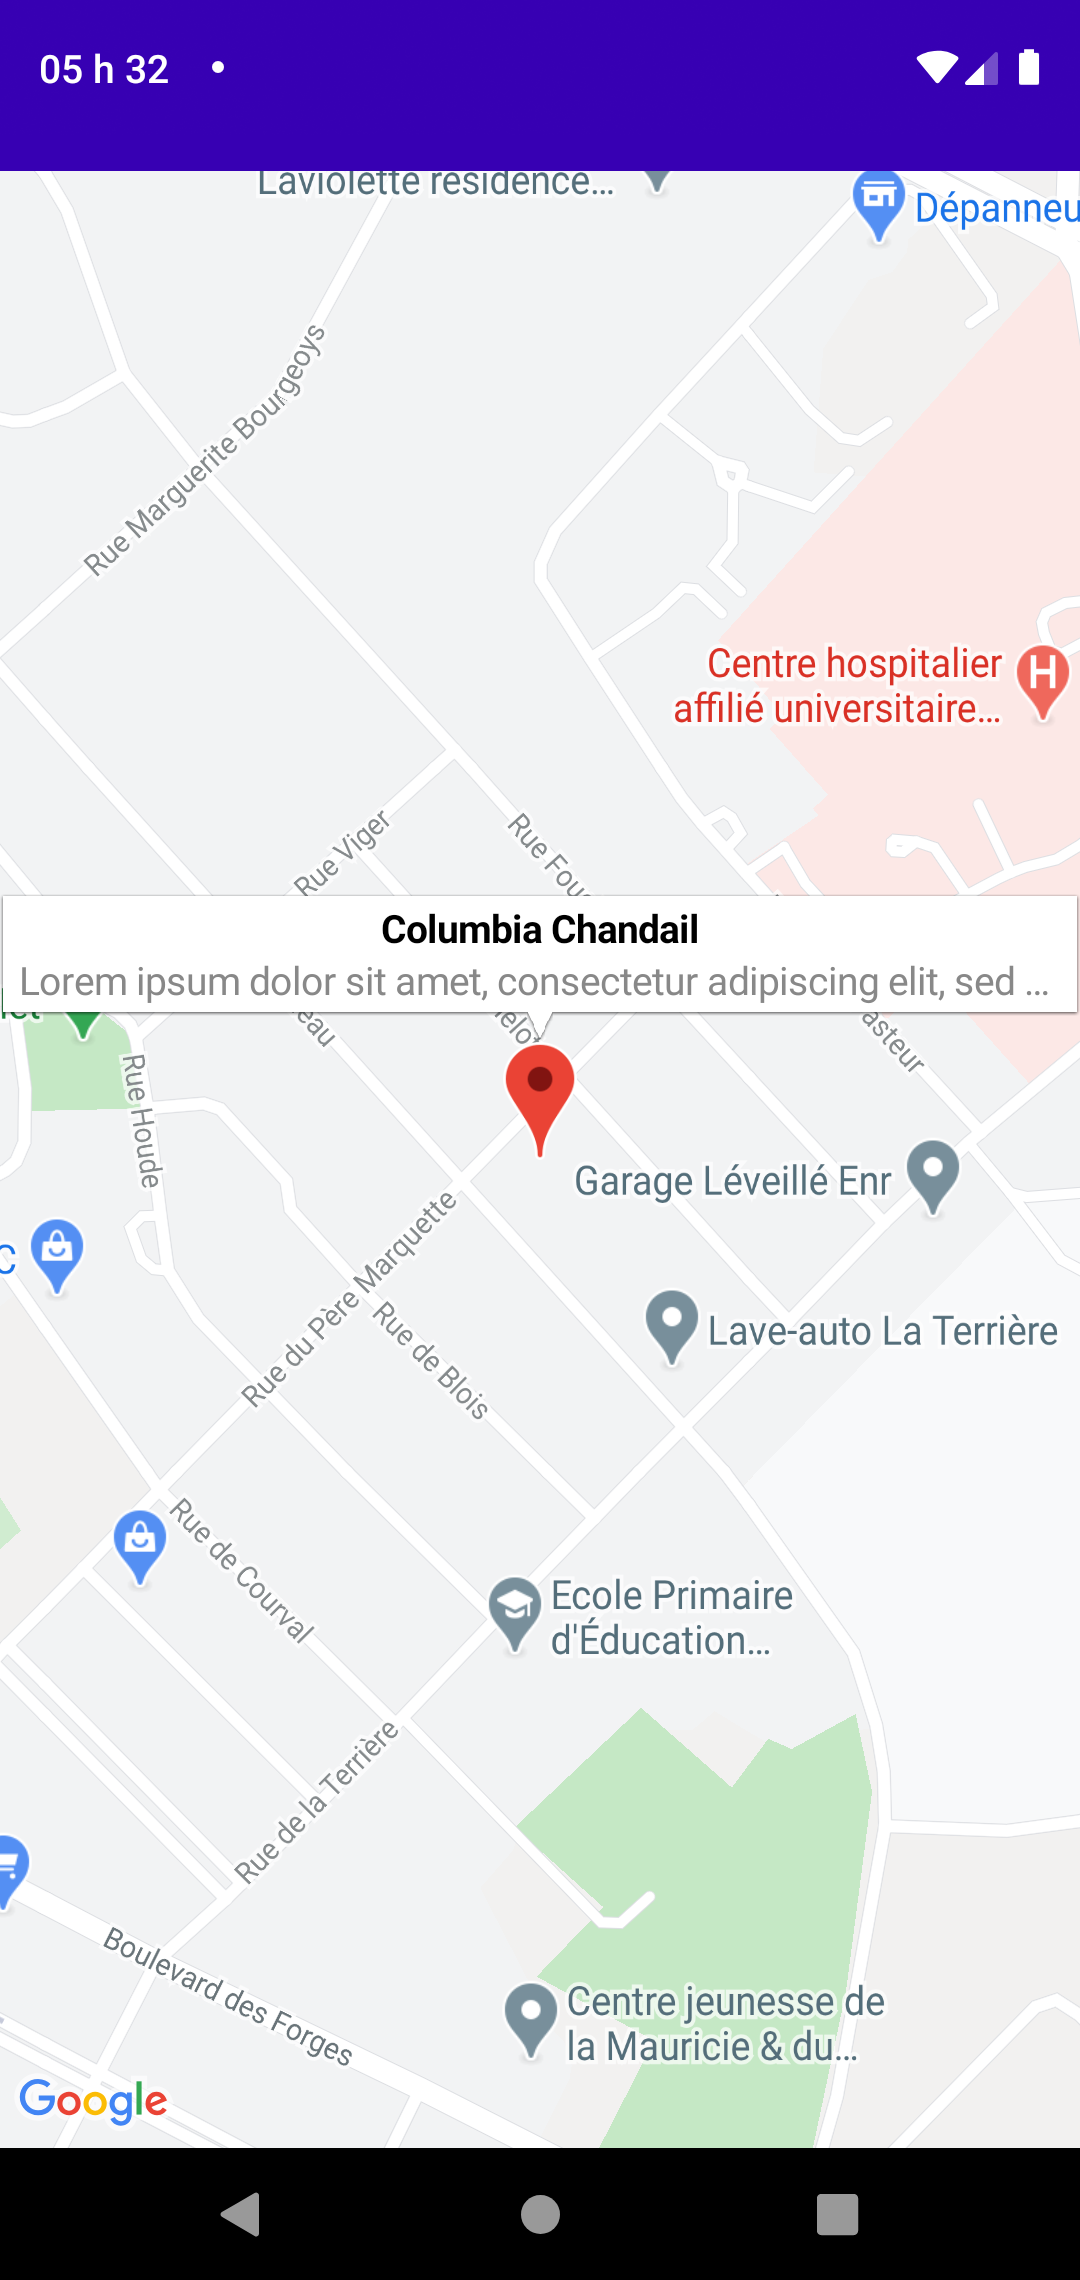 05 h 32
Laviolette résidence...
Dépanneu
Rue Marguerite Bourgeoys
Centre hospitalier
affilié universitaire...
Rue Viger
Columbia Chandail
Lorem ipsum dolor sit amet, consectetur adipiscing elit, sed ...
Rue Houde
Garage Léveillé Enr
Rue du Père Marquette
Lave-auto La Terrière
Rue de Blois
Rue de Courval
Ecole Primaire
d'Éducation...
Rue de la Terrière
Boulevard des Forges
Centre jeunesse de
la Mauricie & du...
Google